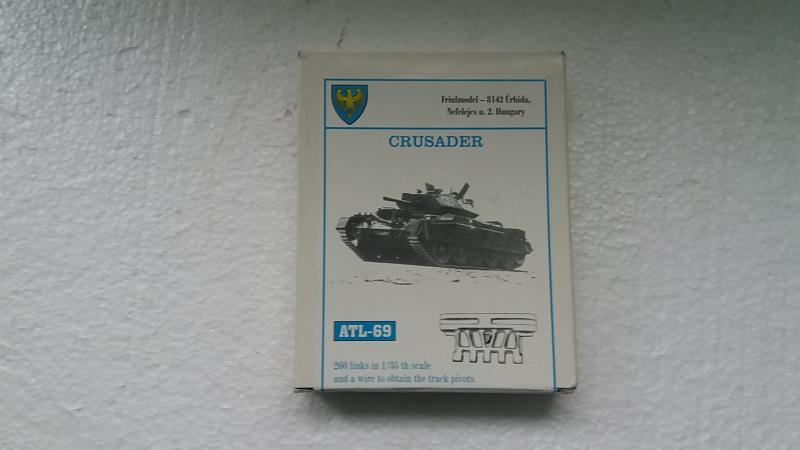 Friulmodel – 8142 Úrhida,
Nefelejcs u. 2. Hungary
CRUSADER
ATL-69
260 links in 1/35 th scale
and a wire to obtain the track pivots.